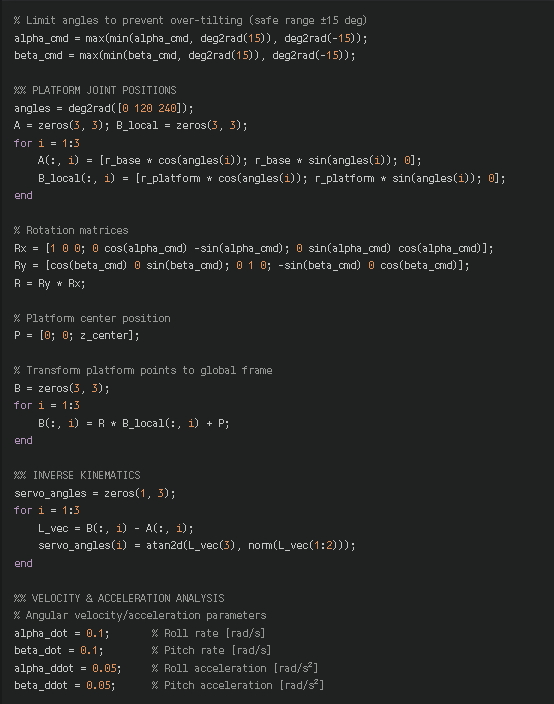 % Limit angles to prevent over-tilting (safe range ±15 deg)
alpha_cmd = max(min(alpha_cmd, deg2rad(15)), deg2rad(-15));
beta_cmd = max(min(beta_cmd, deg2rad(15)), deg2rad(-15));
%% PLATFORM JOINT POSITIONS
angles = deg2rad([0 120 240]);
A = zeros(3, 3); B_local = zeros(3, 3);
for i = 1:3
    A(:, i) = [r_base * cos(angles(i)); r_base * sin(angles(i)); 0];
    B_local(:, i) = [r_platform * cos(angles(i)); r_platform * sin(angles(i)); 0];
end
% Rotation matrices
Rx = [1 0 0; 0 cos(alpha_cmd) -sin(alpha_cmd); 0 sin(alpha_cmd) cos(alpha_cmd)];
Ry = [cos(beta_cmd) 0 sin(beta_cmd); 0 1 0; -sin(beta_cmd) 0 cos(beta_cmd)];
R = Ry * Rx;
% Platform center position
P = [0; 0; z_center];
% Transform platform points to global frame
B = zeros(3, 3);
for i = 1:3
    B(:, i) = R * B_local(:, i) + P;
end
%% INVERSE KINEMATICS
servo_angles = zeros(1, 3);
for i = 1:3
    L_vec = B(:, i) - A(:, i);
    servo_angles(i) = atan2d(L_vec(3), norm(L_vec(1:2)));
end
%% VELOCITY & ACCELERATION ANALYSIS
% Angular velocity/acceleration parameters
alpha_dot = 0.1;       % Roll rate [rad/s]
beta_dot = 0.1;        % Pitch rate [rad/s]
alpha_ddot = 0.05;     % Roll acceleration [rad/s²]
beta_ddot = 0.05;      % Pitch acceleration [rad/s²]